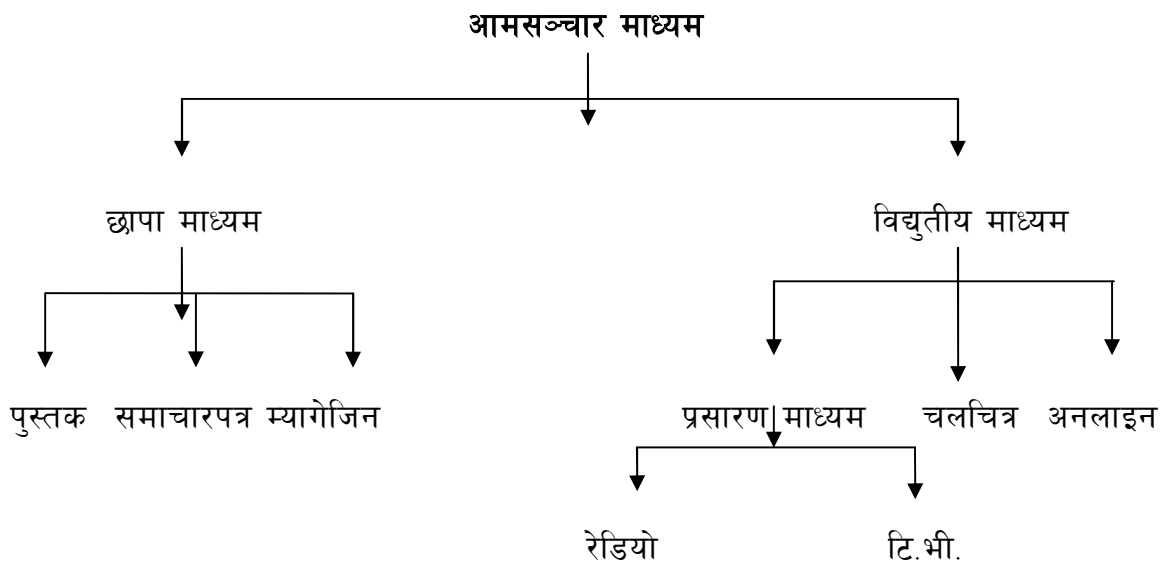 आमसञ्चार माध्यम
छापा माध्यम विद्युतीय माध्यम
पुस्तक समाचारपत्र म्यागेजिन प्रसारण माध्यम चलचित्र अनलाइन
रेडियो टि.भी.